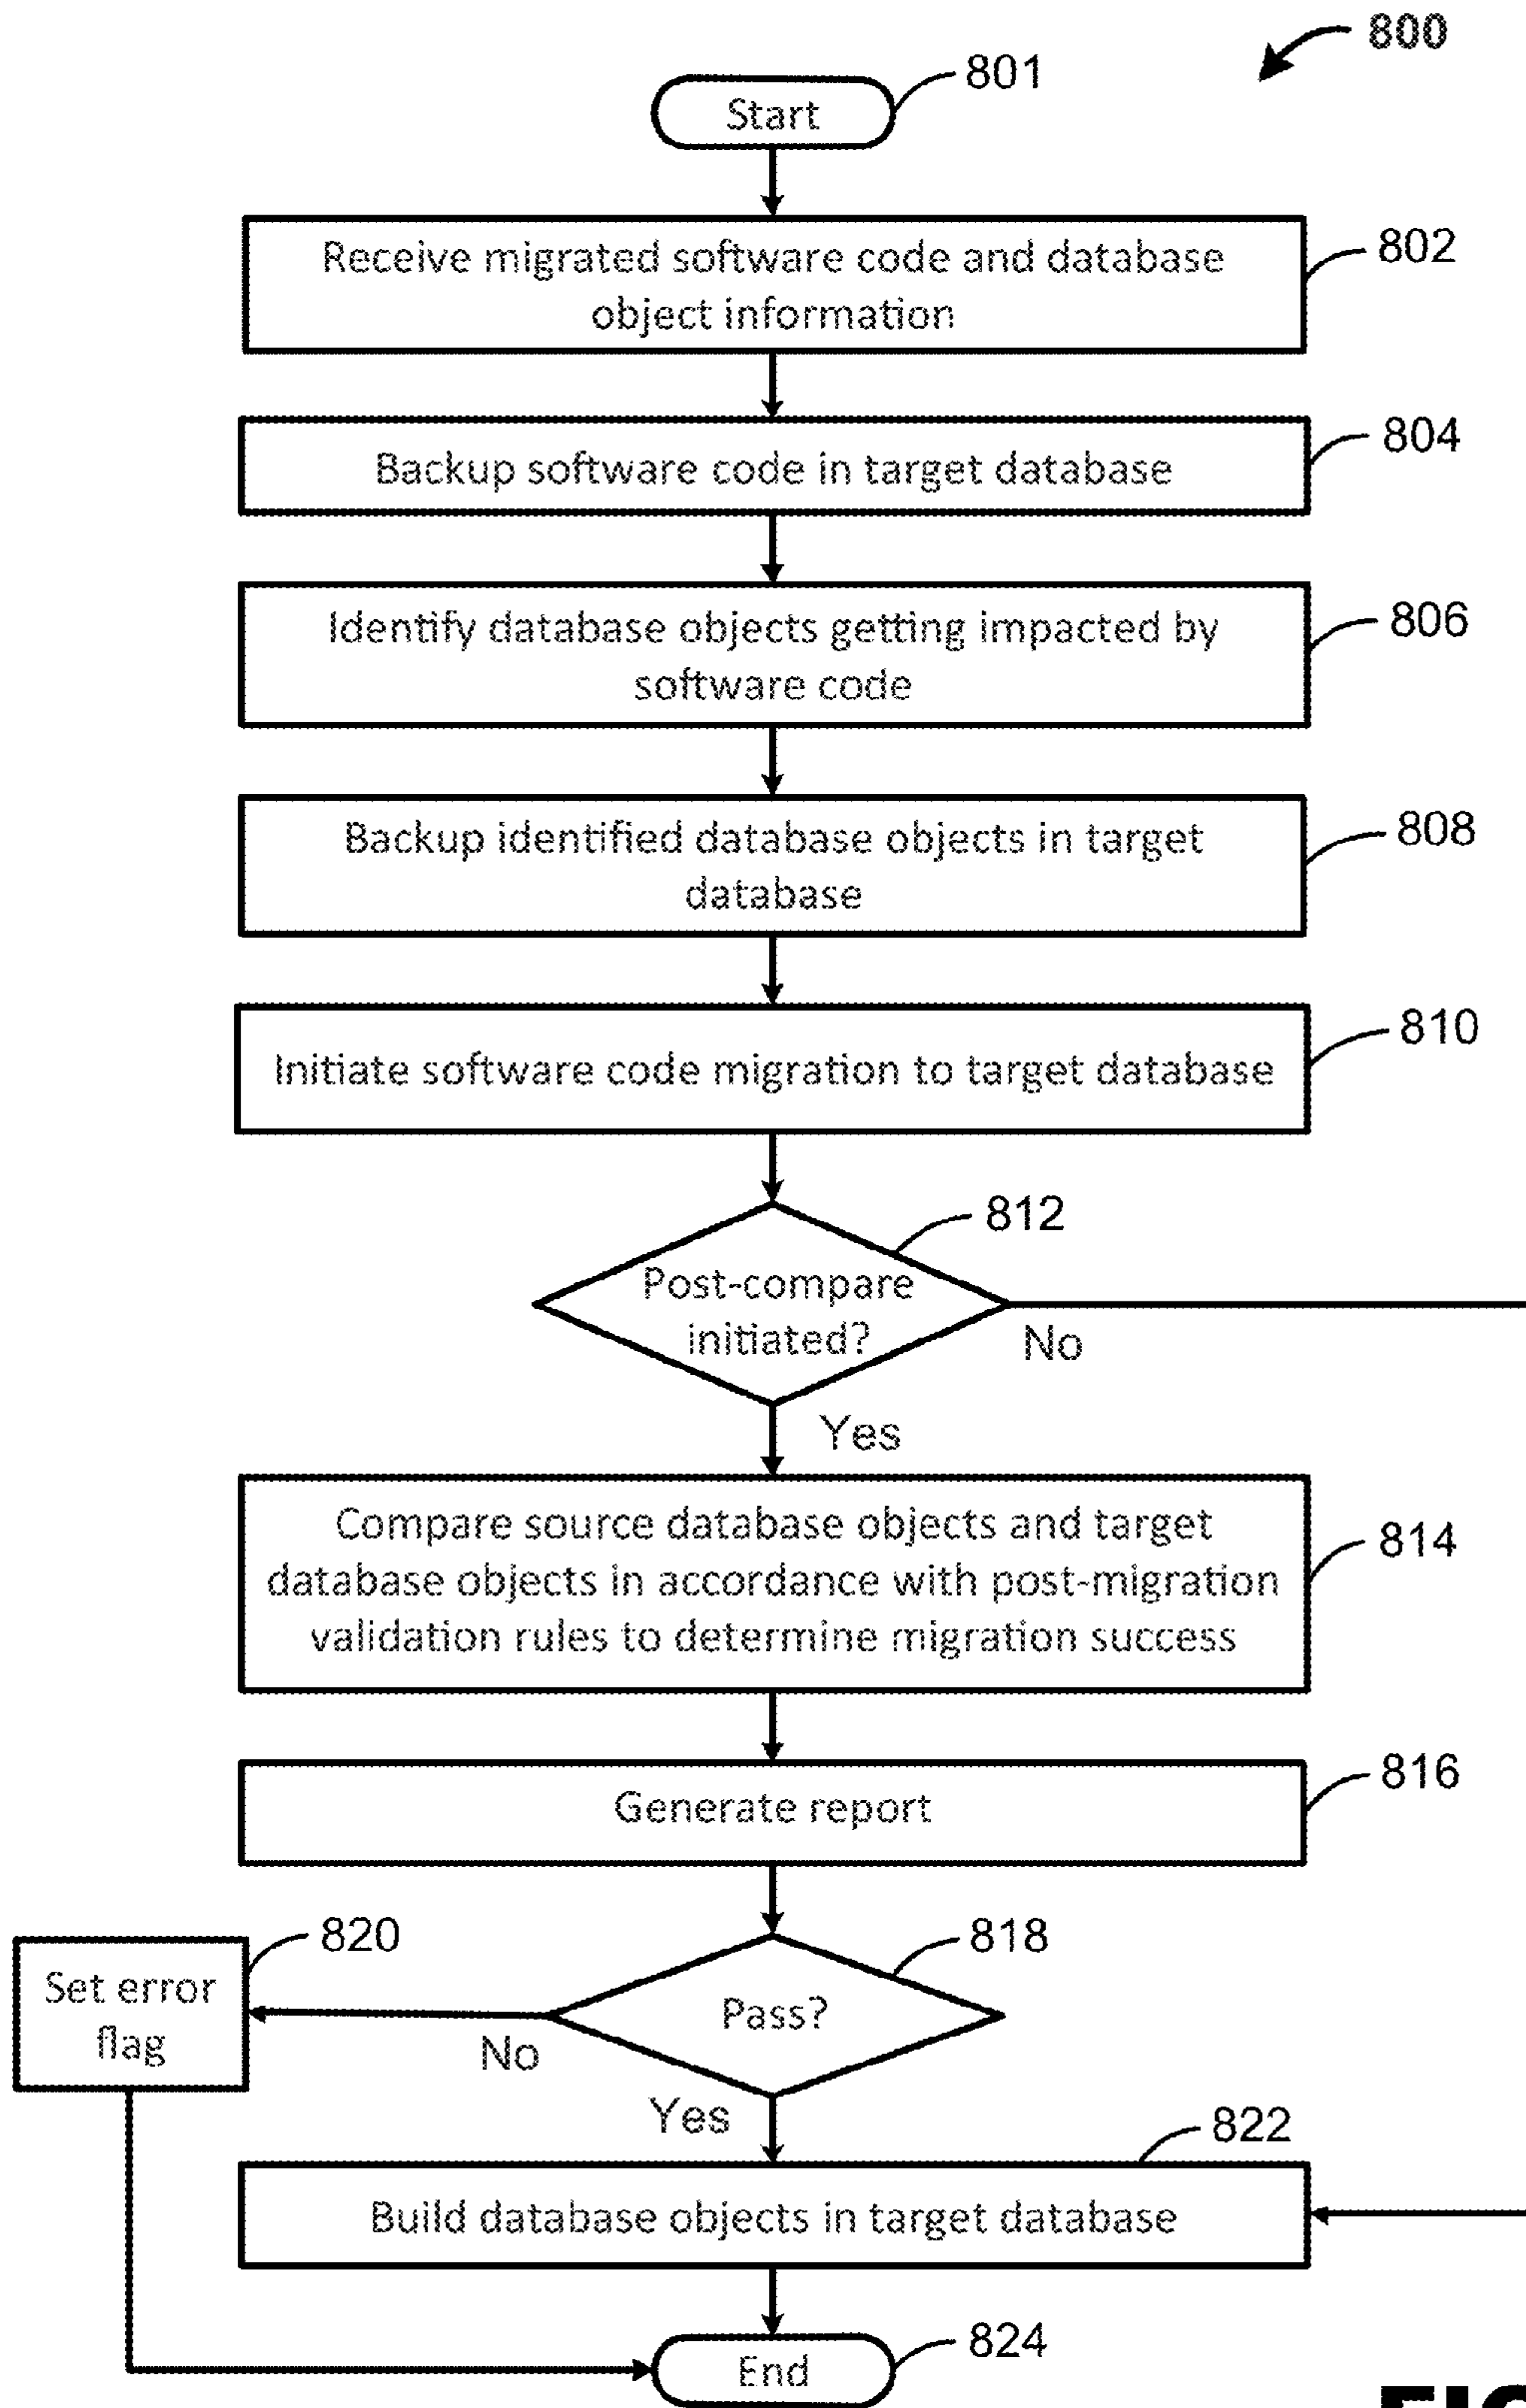 800
801
Start
Receive migrated software code and database
object information
802
Backup software code in target database
804
Identify database objects getting impacted by
software code
806
Backup identified database objects in target
database
808
Initiate software code migration to target database
810
812
Post-compare
initiated?
No
Yes
Compare source database objects and target
database objects in accordance with post-migration
validation rules to determine migration success
814
Generate report
816
820
818
Set error
flag
Pass?
No
Yes
822
Build database objects in target database
824
End